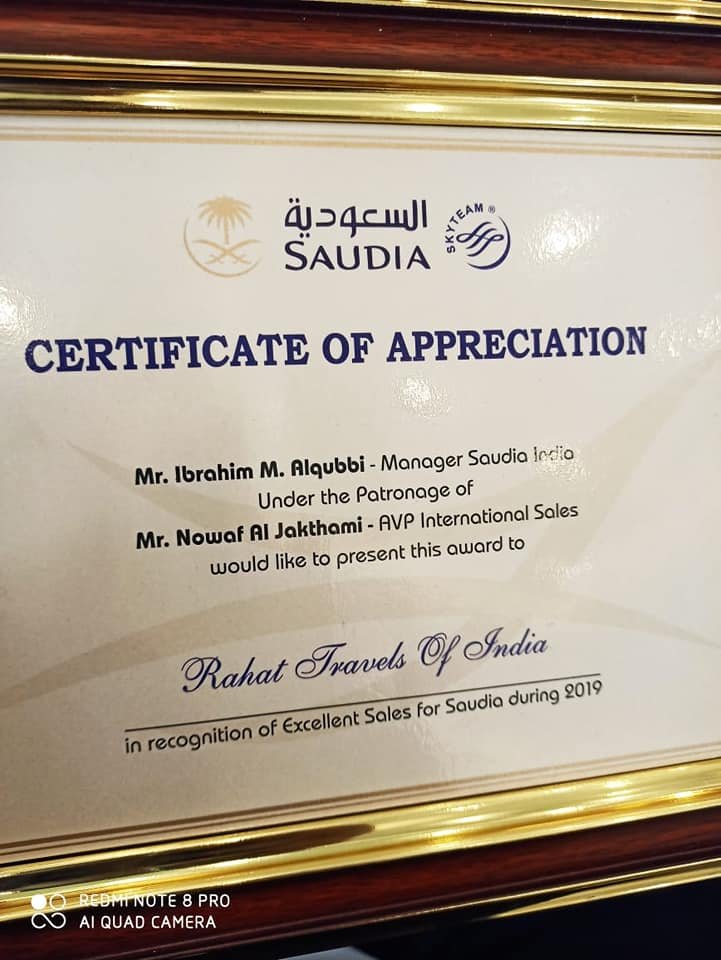 السعودية
SAUDIA
SKYTEAM ®
CERTIFICATE OF APPRECIATION
Mr. Ibrahim M. Alqubbi - Manager Saudia India
Under the Patronage of
Mr. Nowaf Al Jakthami - AVP International Sales
would like to present this award to
Rahat Travels Of India
in recognition of Excellent Sales for Saudia during 2019
REDMI NOTE 8 PRO
AI QUAD CAMERA